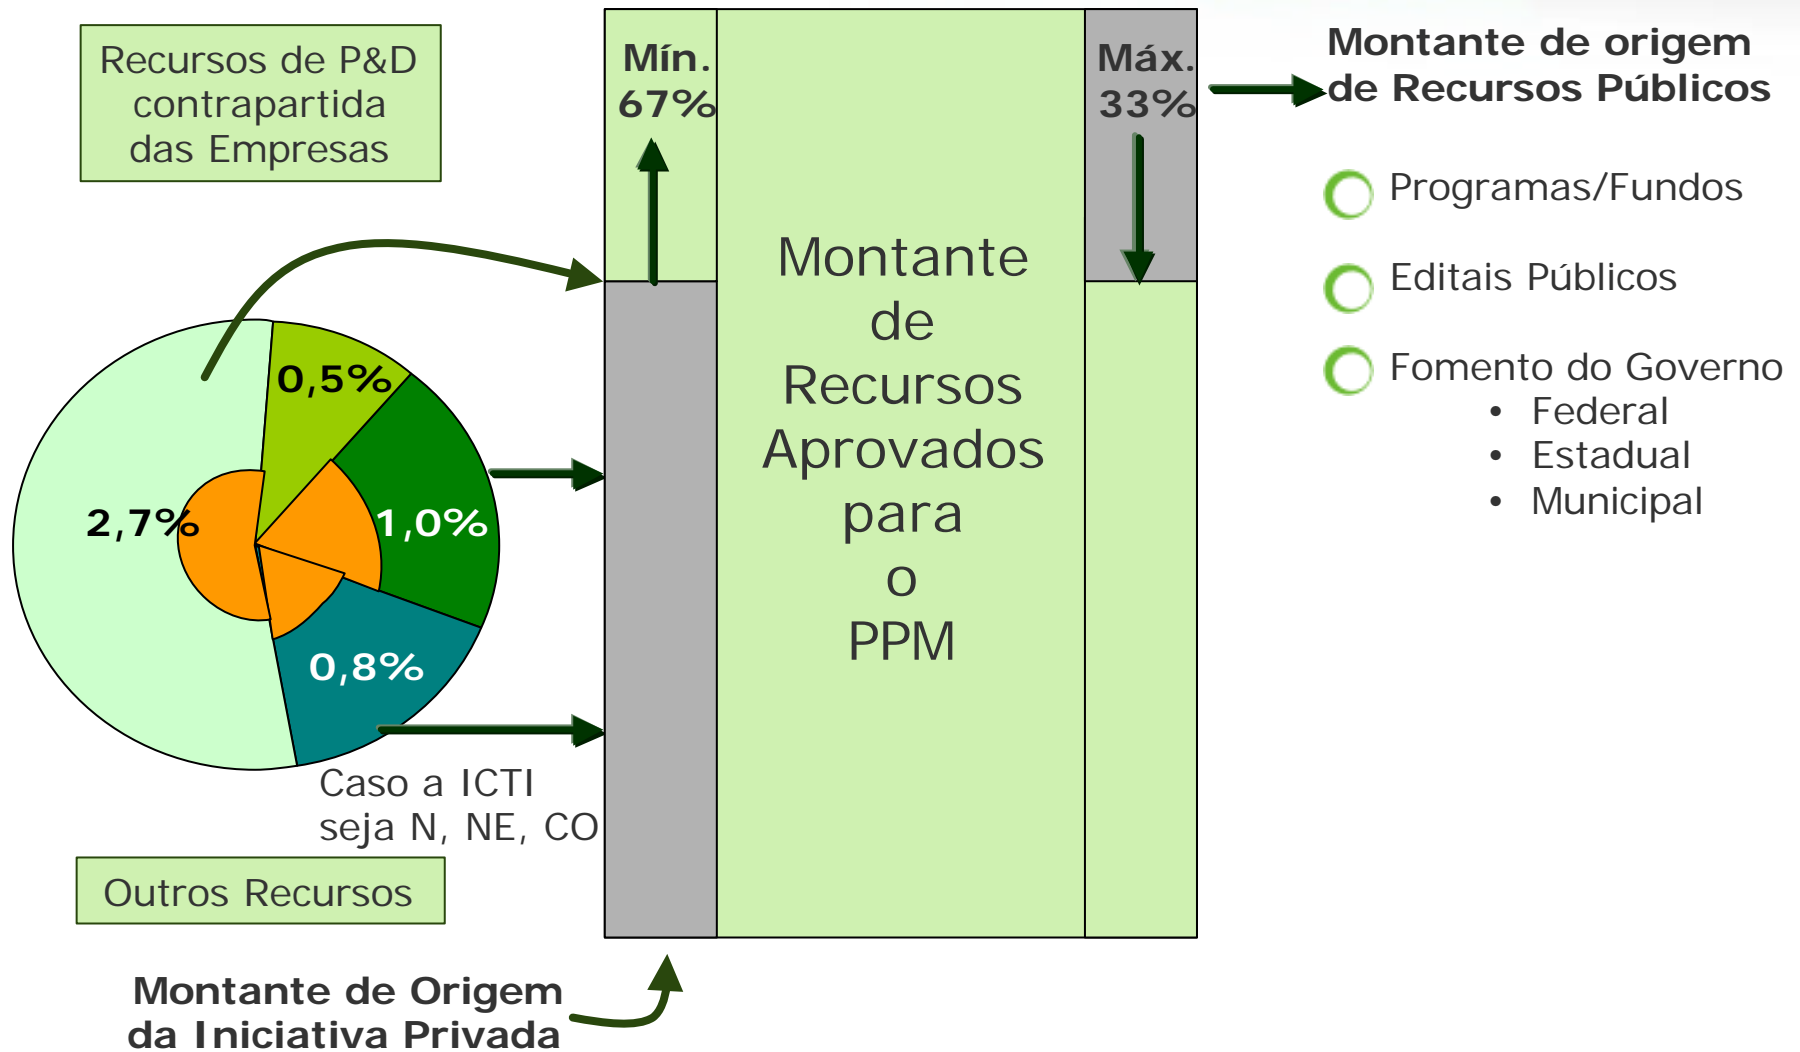 Recursos de P&D
contrapartida
das Empresas
Mín.
67%
Montante
de
Recursos
Aprovados
para
o
PPM
Máx.
33%
Montante de origem
de Recursos Públicos
Programas/Fundos
Editais Públicos
Fomento do Governo
• Federal
• Estadual
• Municipal
0,5%
2,7%
1,0%
0,8%
Caso a ICTI
seja N, NE, CO
Outros Recursos
Montante de Origem
da Iniciativa Privada